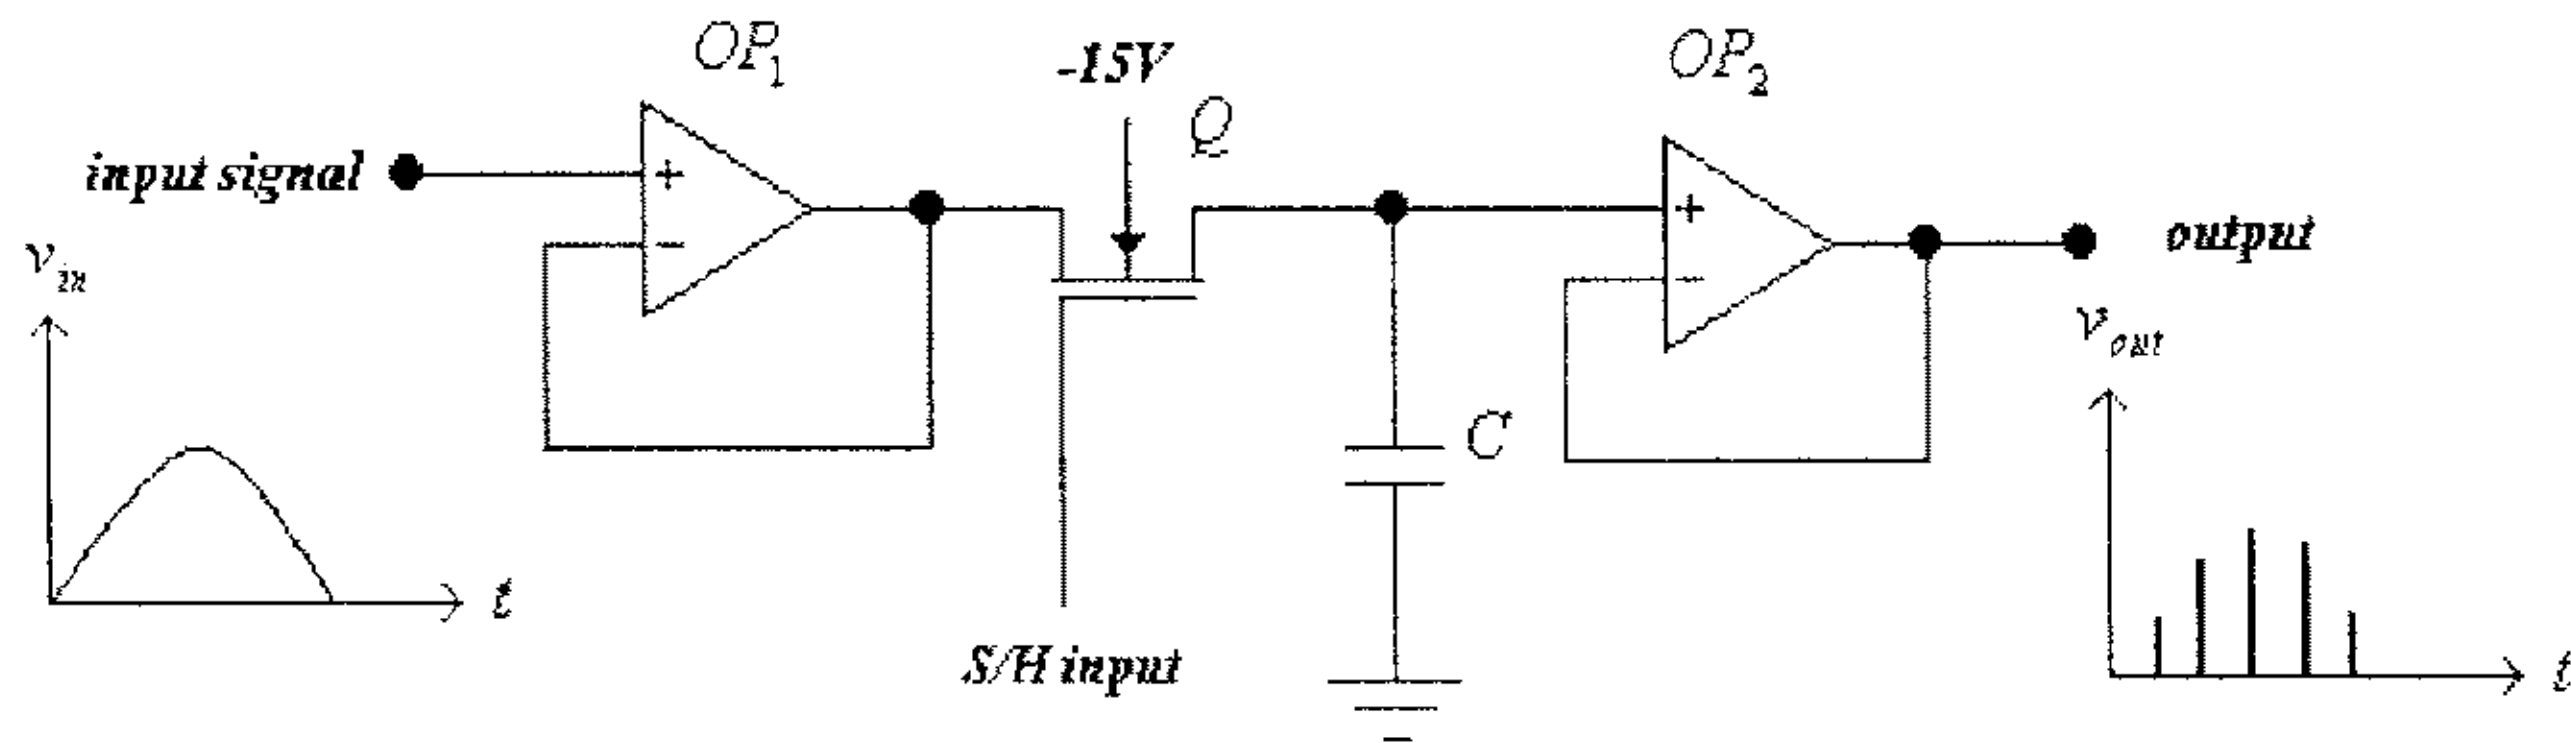 OP1
-15V
Q
OP2
input signal
+
-
+
-
output
vin
vout
C
t
S/H input
t